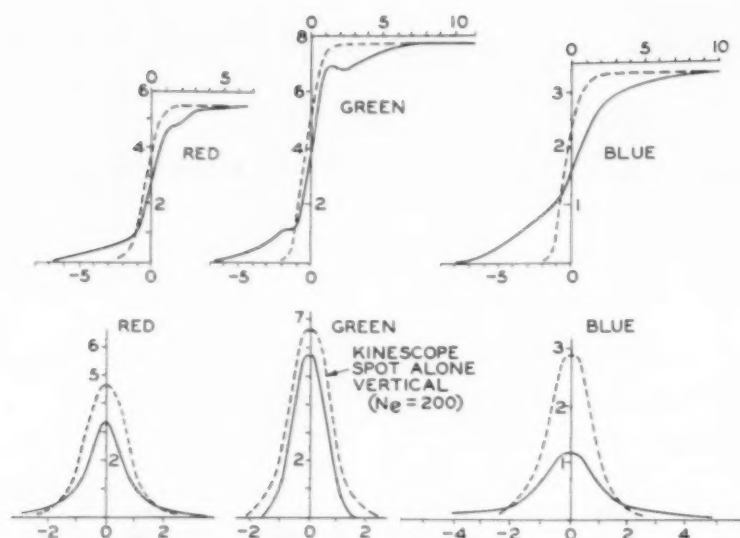 0 5
0 5 10
0 5 10
8
6
6
3
RED
GREEN
BLUE
4
4
2
2
2
1
-5 0
-5 0
-5 0
RED
GREEN
BLUE
7
6
5
3
KINESCOPE
SPOT ALONE
VERTICAL
(Ne=200)
2
2
2
1
-2 0 2
-2 0 2
-4 -2 0 2 4